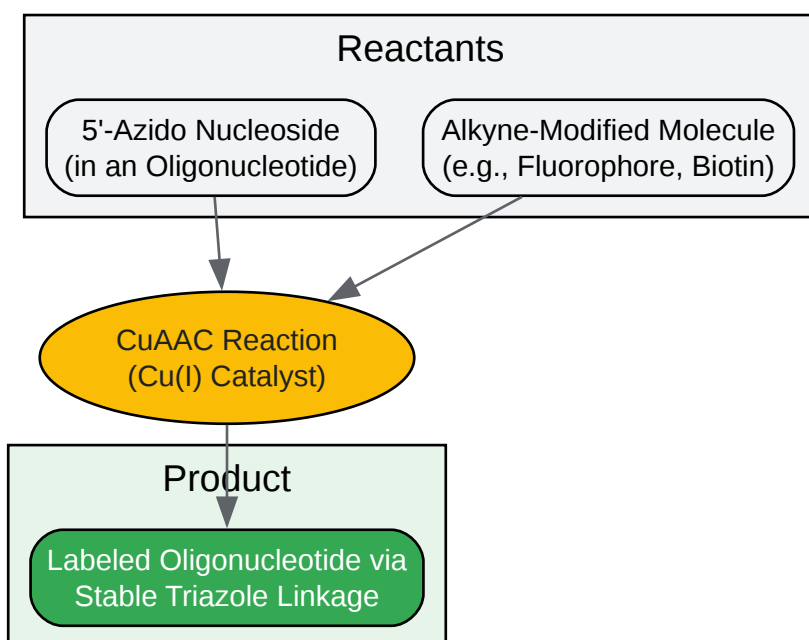 Reactants
5'-Azido Nucleoside
(in an Oligonucleotide)
Alkyne-Modified Molecule
(e.g., Fluorophore, Biotin)
CuAAC Reaction
(Cu(I) Catalyst)
Product
Labeled Oligonucleotide via
Stable Triazole Linkage